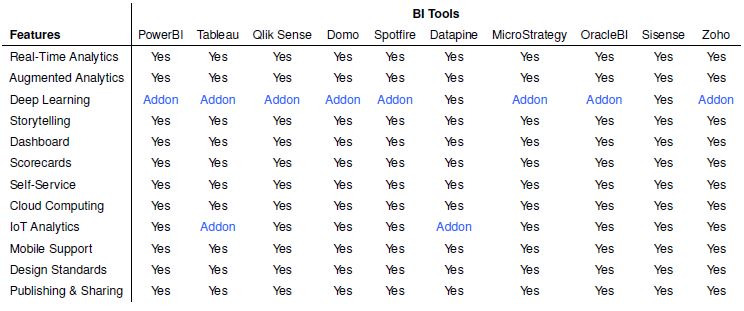 BI Tools
Features PowerBI Tableau Qlik Sense Domo Spotfire Datapine MicroStrategy OracleBI Sisense Zoho
Real-Time Analytics Yes Yes Yes Yes Yes Yes Yes Yes Yes Yes
Augmented Analytics Yes Yes Yes Yes Yes Yes Yes Yes Yes Yes
Deep Learning Addon Addon Addon Addon Addon Yes Addon Addon Yes Addon
Storytelling Yes Yes Yes Yes Yes Yes Yes Yes Yes Yes
Dashboard Yes Yes Yes Yes Yes Yes Yes Yes Yes Yes
Scorecards Yes Yes Yes Yes Yes Yes Yes Yes Yes Yes
Self-Service Yes Yes Yes Yes Yes Yes Yes Yes Yes Yes
Cloud Computing Yes Yes Yes Yes Yes Yes Yes Yes Yes Yes
IoT Analytics Yes Addon Yes Yes Yes Addon Yes Yes Yes Yes
Mobile Support Yes Yes Yes Yes Yes Yes Yes Yes Yes Yes
Design Standards Yes Yes Yes Yes Yes Yes Yes Yes Yes Yes
Publishing & Sharing Yes Yes Yes Yes Yes Yes Yes Yes Yes Yes